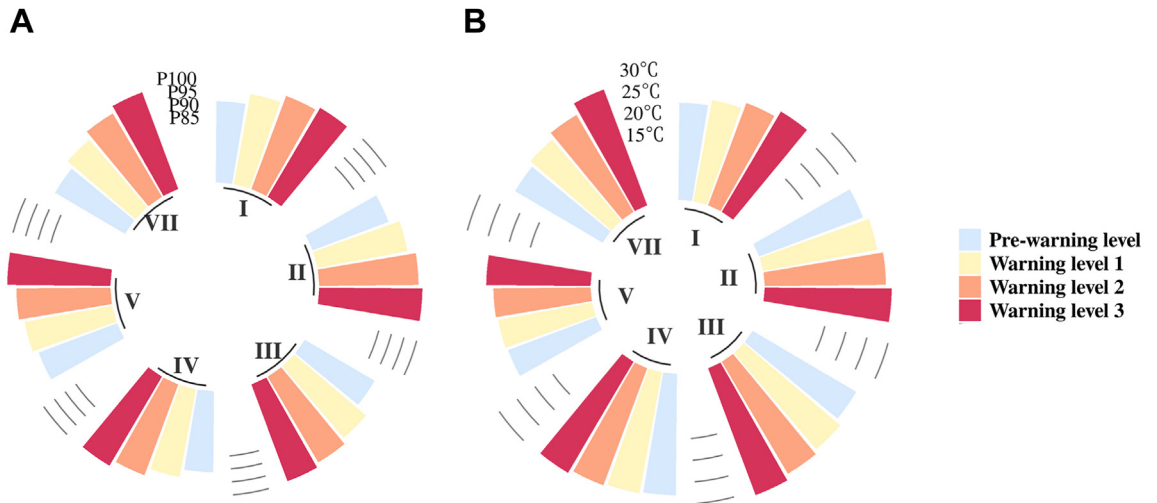 A
B
P100
P95
P90
P85
I
II
III
IV
V
VII
30℃
25℃
20℃
15℃
I
II
III
IV
V
VII
Pre-warning level
Warning level 1
Warning level 2
Warning level 3